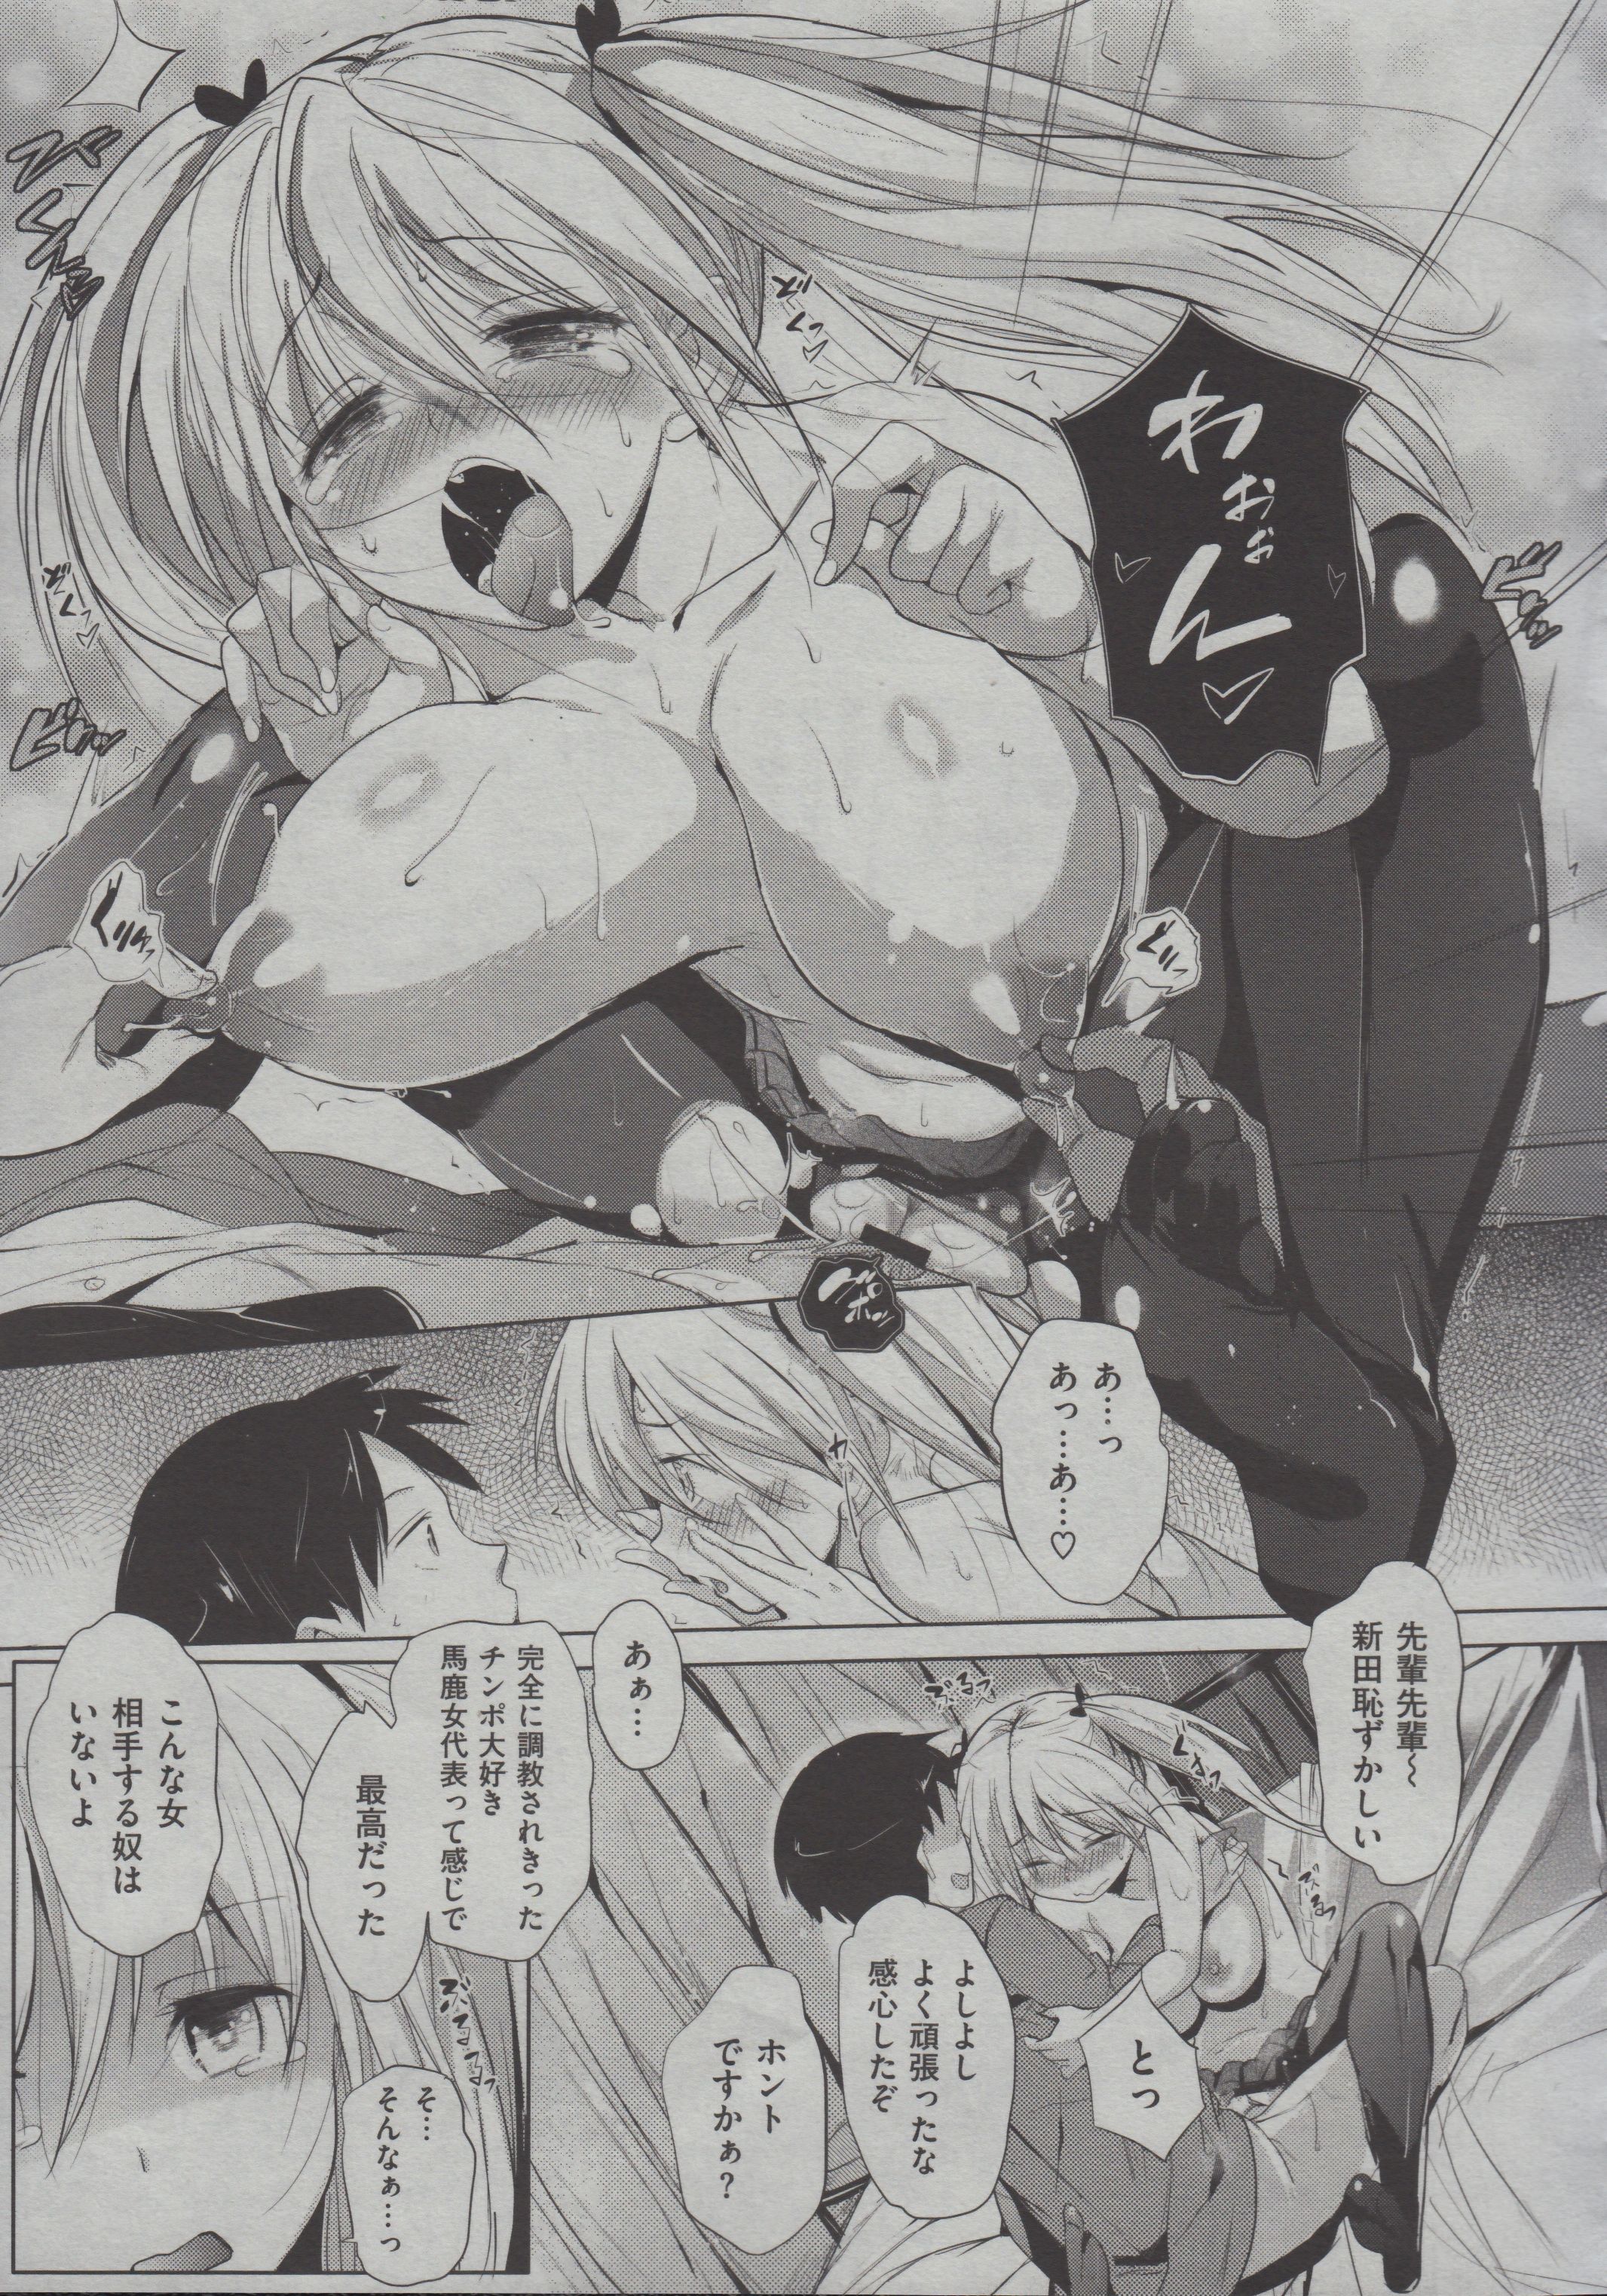 わぉぉん♡
あ…っ
あっ…あ…♡
先輩先輩～
新田恥ずかしい
よしよし
よく頑張ったな
感心したぞ
とっ
ホント
ですかぁ？
あぁ…
完全に調教されきった
チンポ大好き
馬鹿女代表って感じで
最高だった
こんな女
相手する奴は
いないよ
そ…
そんなぁ…っ